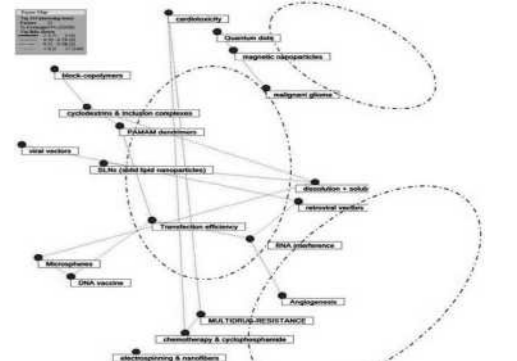 cardiotoxicity
Quantum dots
magnetic nanoparticles
block-copolymers
malignant glioma
cyclodextrins & inclusion complexes
PAMAM dendrimers
viral vectors
SLNs (solid lipid nanoparticles)
dissolution + solub
retroviral vectors
Transfection efficiency
RNA interference
Microspheres
DNA vaccine
Angiogenesis
MULTIDRUG-RESISTANCE
chemotherapy & cyclophosphamide
electrospinning & nanofibers